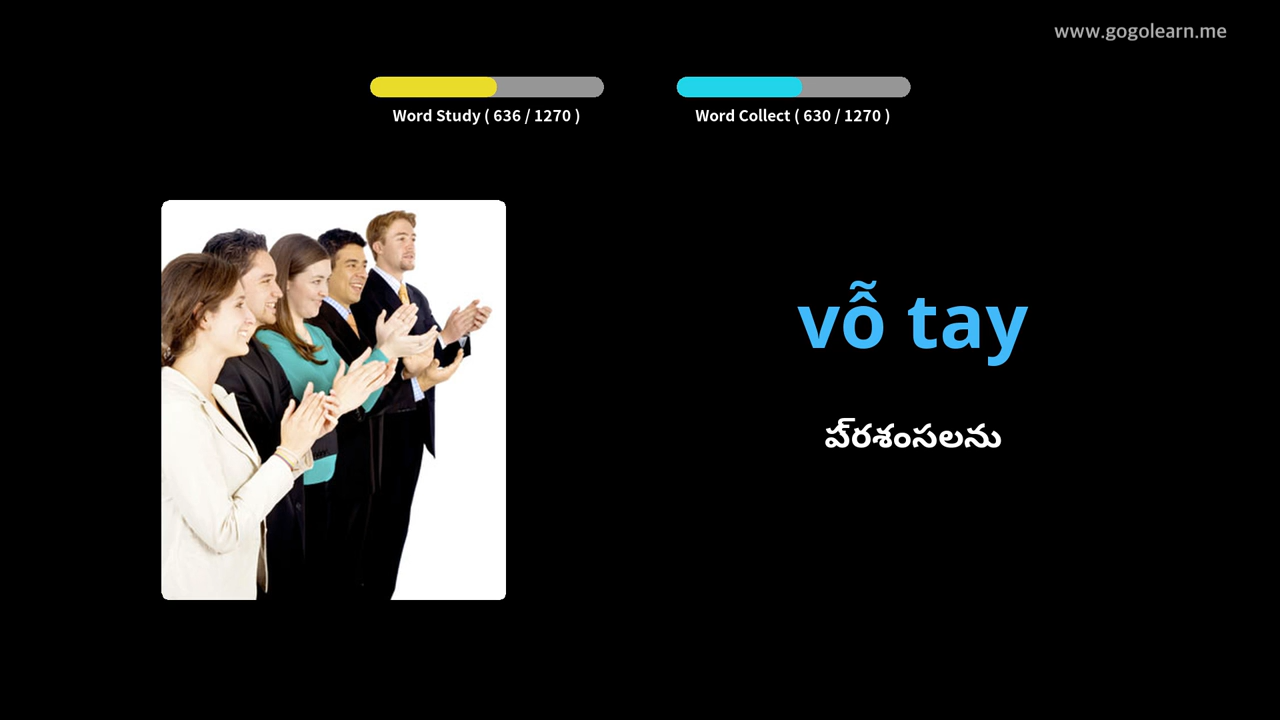 www.gogolearn.me
Word Study ( 636 / 1270 )
Word Collect ( 630 / 1270 )
vỗ tay
ప్రశంసలను